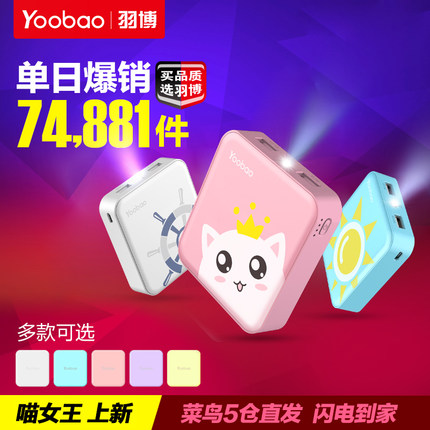 Yoobao 羽博
单日爆销
买品质
选羽博
74,881件
Yoobao
Yoobao
多款可选
喵女王 上新
菜鸟5仓直发 闪电到家